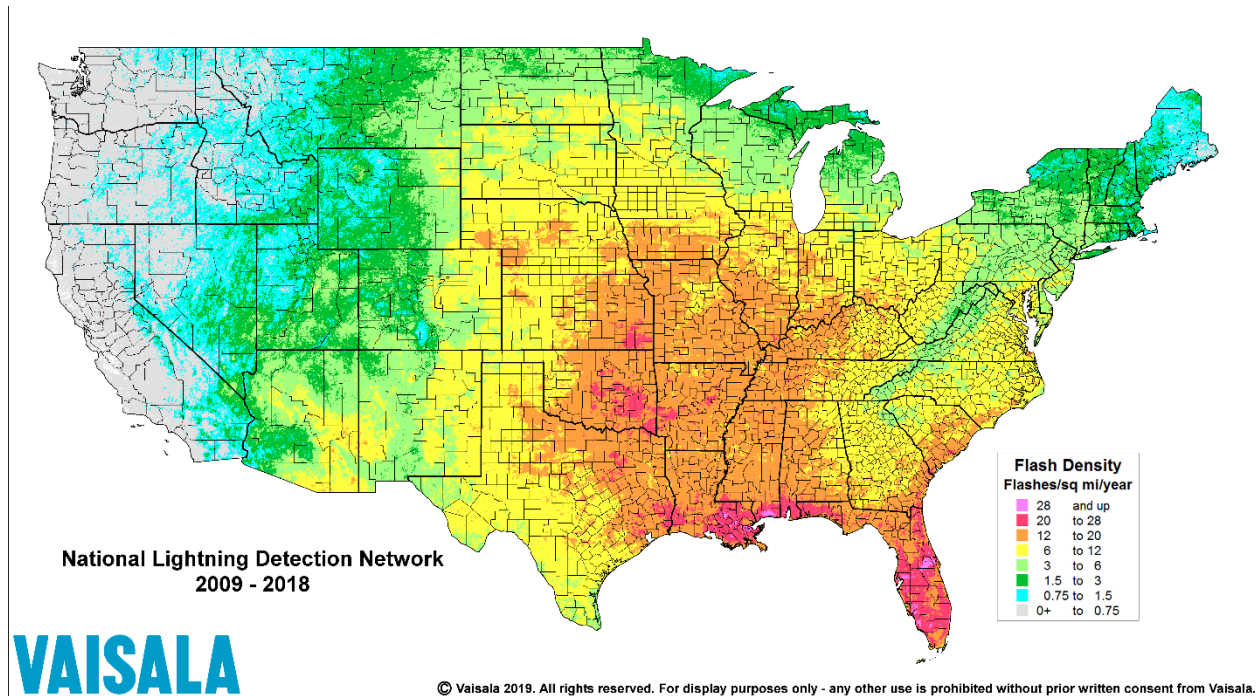 National Lightning Detection Network
2009 - 2018
Flash Density
Flashes/sq mi/year
28 and up
20 to 28
12 to 20
6 to 12
3 to 6
1.5 to 3
0.75 to 1.5
0+ to 0.75
VAISALA
© Vaisala 2019. All rights reserved. For display purposes only - any other use is prohibited without prior written consent from Vaisala.